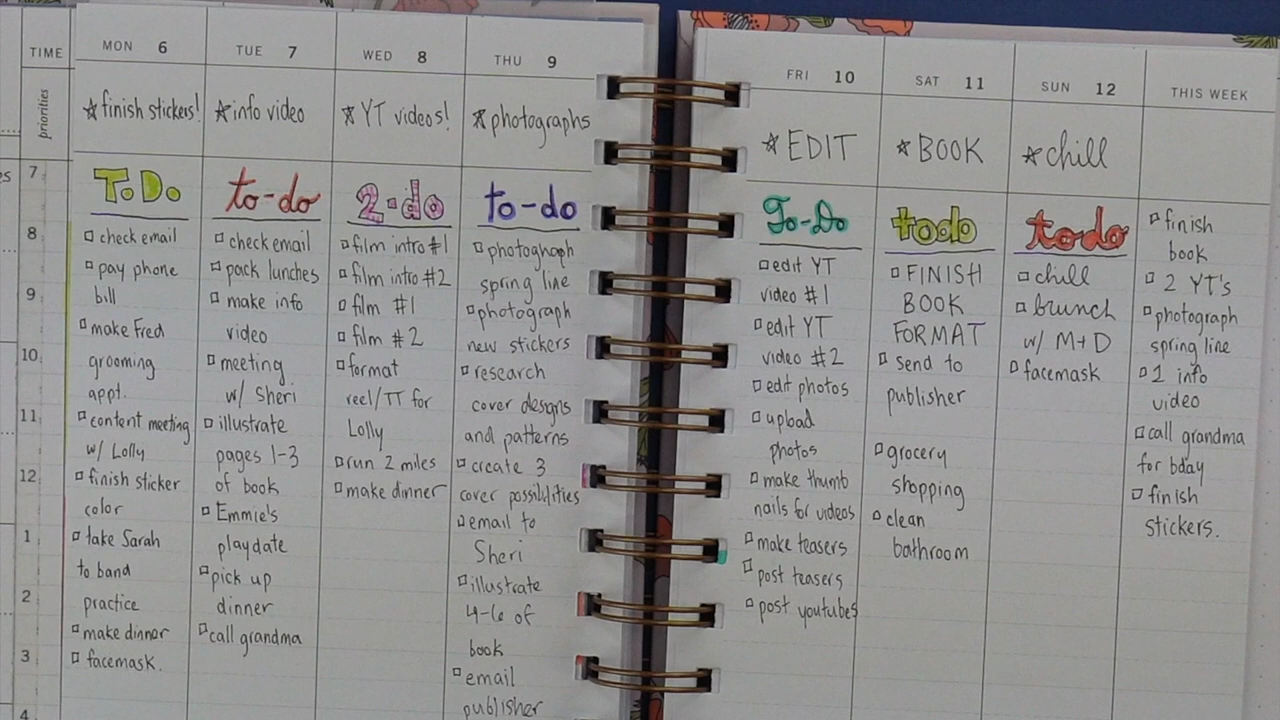 TIME
MON 6
TUE 7
WED 8
THU 9
FRI 10
SAT 11
SUN 12
THIS WEEK
priorities
☆finish stickers!
☆info video
☆YT videos!
☆photographs
☆EDIT
☆BOOK
☆chill
7
8
9
10
11
12
1
2
3
4
To Do
□ check email
□ pay phone
bill
□ make Fred
grooming
appt.
□ content meeting
w/ Lolly
□ finish sticker
color
□ take Sarah
to band
practice
□ make dinner
□ facemask.
to-do
□ check email
□ pack lunches
□ make info
video
□ meeting
w/ Sheri
□ illustrate
pages 1-3
of book
□ Emmie's
playdate
□ pick up
dinner
□ call grandma
2-do
□ film intro #1
□ film intro #2
□ film #1
□ film #2
□ format
reel/TT for
Lolly
□ run 2 miles
□ make dinner
to-do
□ photoghaph
spring line
□ photograph
new stickers
□ research
cover designs
and patterns
□ create 3
cover possibilities
□ email to
Sheri
□ illustrate
4-6 of
book
□ email
publisher
To-Do
□ edit YT
video #1
□ edit YT
video #2
□ edit photos
□ upload
photos
□ make thumb
nails for videos
□ make teasers
□ post teasers
□ post youtubes
todo
□ FINISH
BOOK
FORMAT
□ send to
publisher
□ grocery
shopping
□ clean
bathroom
todo
□ chill
□ brunch
w/ M+D
□ facemask
□ finish
book
□ 2 YT's
□ photograph
spring line
□ 1 info
video
□ call grandma
for bday
□ finish
stickers.